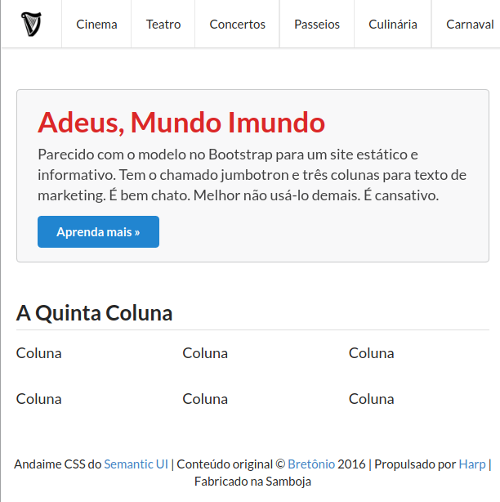 Cinema Teatro Concertos Passeios Culinária Carnaval
Adeus, Mundo Imundo
Parecido com o modelo no Bootstrap para um site estático e
informativo. Tem o chamado jumbotron e três colunas para texto de
marketing. É bem chato. Melhor não usá-lo demais. É cansativo.
Aprenda mais »
A Quinta Coluna
Coluna Coluna Coluna
Coluna Coluna Coluna
Andaime CSS do Semantic UI | Conteúdo original © Bretônio 2016 | Propulsado por Harp |
Fabricado na Samboja